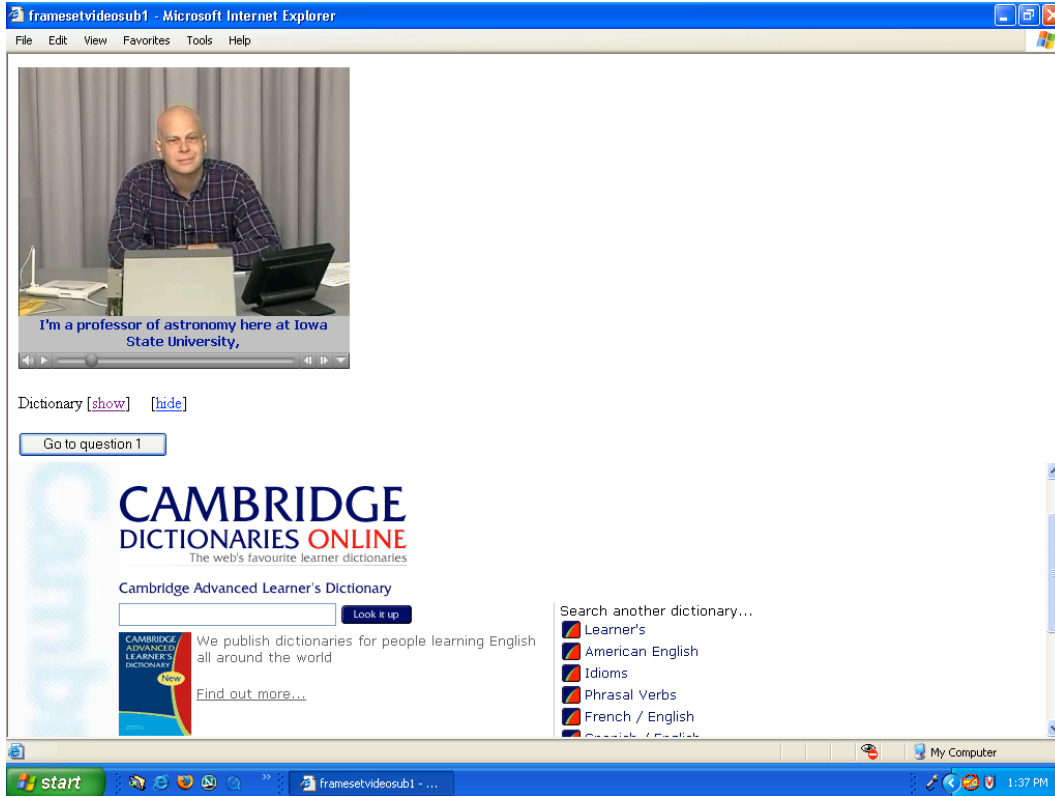 framesetvideosub1 - Microsoft Internet Explorer
File Edit View Favorites Tools Help
I'm a professor of astronomy here at Iowa
State University,
Dictionary [show] [hide]
Go to question 1
Camb
CAMBRIDGE
DICTIONARIES ONLINE
The web's favourite learner dictionaries
Cambridge Advanced Learner's Dictionary
Look it up
CAMBRIDGE
ADVANCED
LEARNER'S
DICTIONARY
New
We publish dictionaries for people learning English
all around the world
Find out more...
Search another dictionary...
Learner's
American English
Idioms
Phrasal Verbs
French / English
Spanish / English
My Computer
start
framesetvideosub1 - ...
1:37 PM